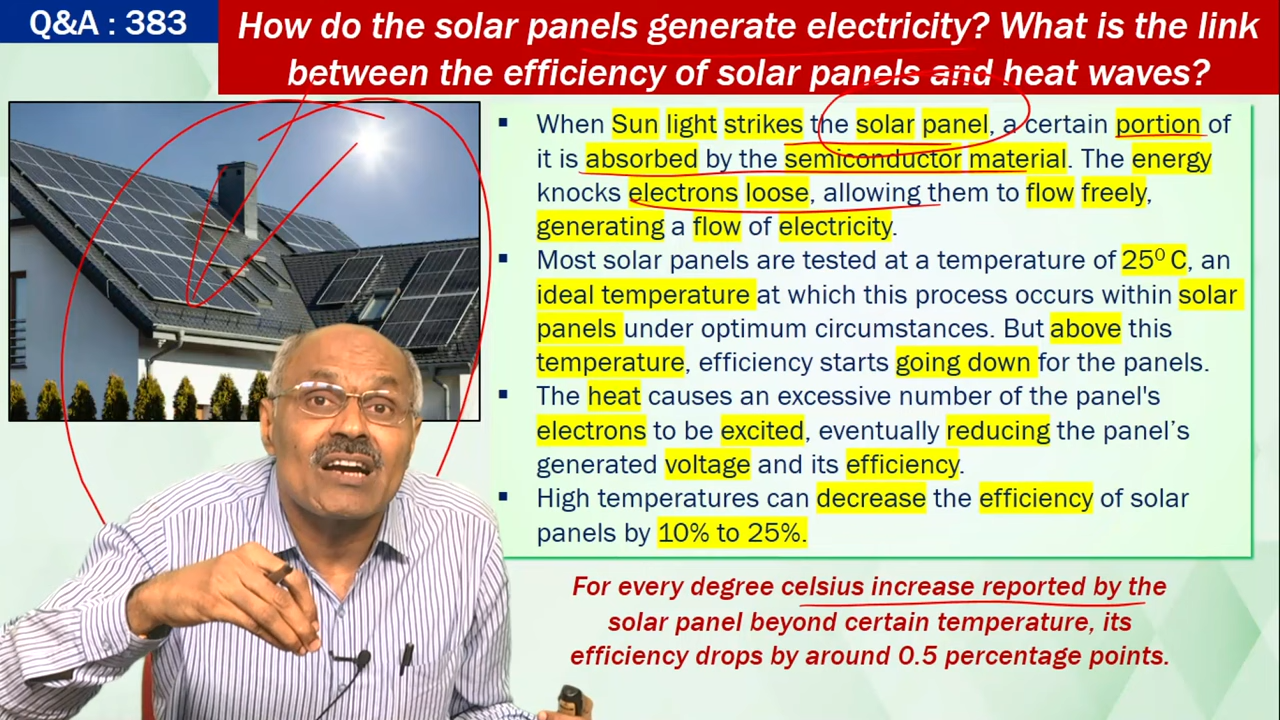 Q&A : 383
How do the solar panels generate electricity? What is the link
between the efficiency of solar panels and heat waves?
▪ When Sun light strikes the solar panel, a certain portion of
it is absorbed by the semiconductor material. The energy
knocks electrons loose, allowing them to flow freely,
generating a flow of electricity.
▪ Most solar panels are tested at a temperature of 25⁰ C, an
ideal temperature at which this process occurs within solar
panels under optimum circumstances. But above this
temperature, efficiency starts going down for the panels.
▪ The heat causes an excessive number of the panel's
electrons to be excited, eventually reducing the panel’s
generated voltage and its efficiency.
▪ High temperatures can decrease the efficiency of solar
panels by 10% to 25%.
For every degree celsius increase reported by the
solar panel beyond certain temperature, its
efficiency drops by around 0.5 percentage points.